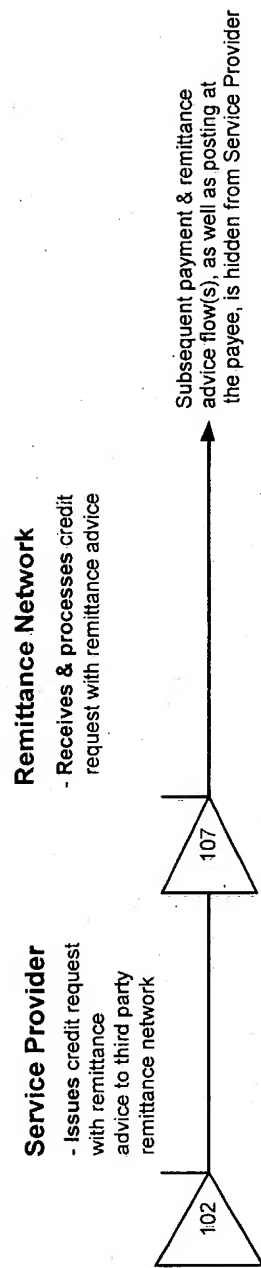 Service Provider
- Issues credit request
with remittance
advice to third party
remittance network
102
Remittance Network
- Receives & processes credit
request with remittance advice
107
Subsequent payment & remittance
advice flow(s), as well as posting at
the payee, is hidden from Service Provider